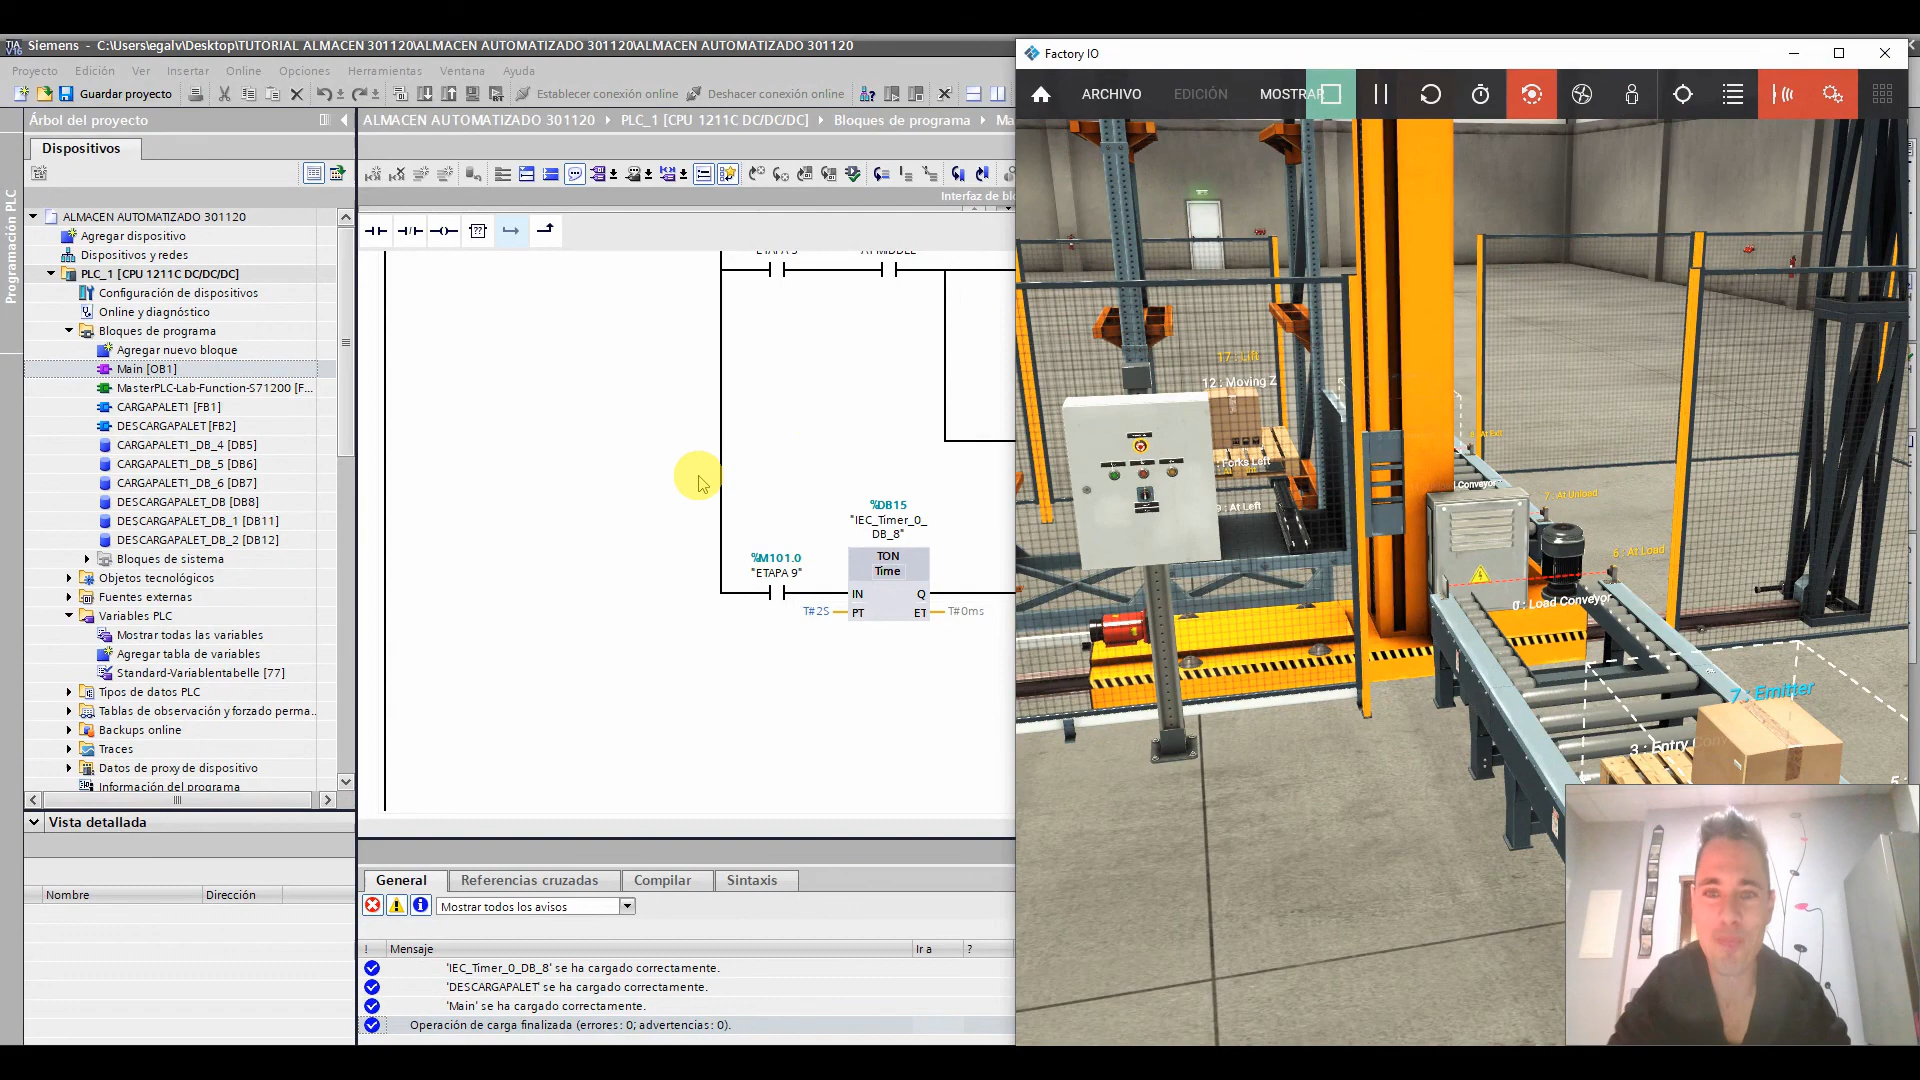 Siemens - C:\Users\egalv\Desktop\TUTORIAL ALMACEN 301120\ALMACEN AUTOMATIZADO 301120\ALMACEN AUTOMATIZADO 301120
Proyecto Edición Ver Insertar Online Opciones Herramientas Ventana Ayuda
Guardar proyecto
Establecer conexión online
Deshacer conexión online
Árbol del proyecto
Dispositivos
Programación PLC
ALMACEN AUTOMATIZADO 301120
Agregar dispositivo
Dispositivos y redes
PLC_1 [CPU 1211C DC/DC/DC]
Configuración de dispositivos
Online y diagnóstico
Bloques de programa
Agregar nuevo bloque
Main [OB1]
MasterPLC-Lab-Function-S71200 [F...
CARGAPALET1 [FB1]
DESCARGAPALET [FB2]
CARGAPALET1_DB_4 [DB5]
CARGAPALET1_DB_5 [DB6]
CARGAPALET1_DB_6 [DB7]
DESCARGAPALET_DB [DB8]
DESCARGAPALET_DB_1 [DB11]
DESCARGAPALET_DB_2 [DB12]
Bloques de sistema
Objetos tecnológicos
Fuentes externas
Variables PLC
Mostrar todas las variables
Agregar tabla de variables
Standard-Variablentabelle [77]
Tipos de datos PLC
Tablas de observación y forzado perma...
Backups online
Traces
Datos de proxy de dispositivo
Información del programa
Vista detallada
Nombre Dirección
ALMACEN AUTOMATIZADO 301120 PLC_1 [CPU 1211C DC/DC/DC] Bloques de programa Ma
Interfaz de blo
%DB15
"IEC_Timer_0_
DB_8"
TON
Time
%M101.0
"ETAPA 9"
IN Q
T#2S PT ET T#0ms
General Referencias cruzadas Compilar Sintaxis
Mostrar todos los avisos
! Mensaje Ir a ?
'IEC_Timer_0_DB_8' se ha cargado correctamente.
'DESCARGAPALET' se ha cargado correctamente.
'Main' se ha cargado correctamente.
Operación de carga finalizada (errores: 0; advertencias: 0).
Factory IO
ARCHIVO EDICIÓN MOSTRAR
17 : Lift
12 : Moving Z
Forks Left
At Left
Conveyor
7 : At Unload
6 : At Load
0 : Load Conveyor
7 : Emitter
3 : Entry